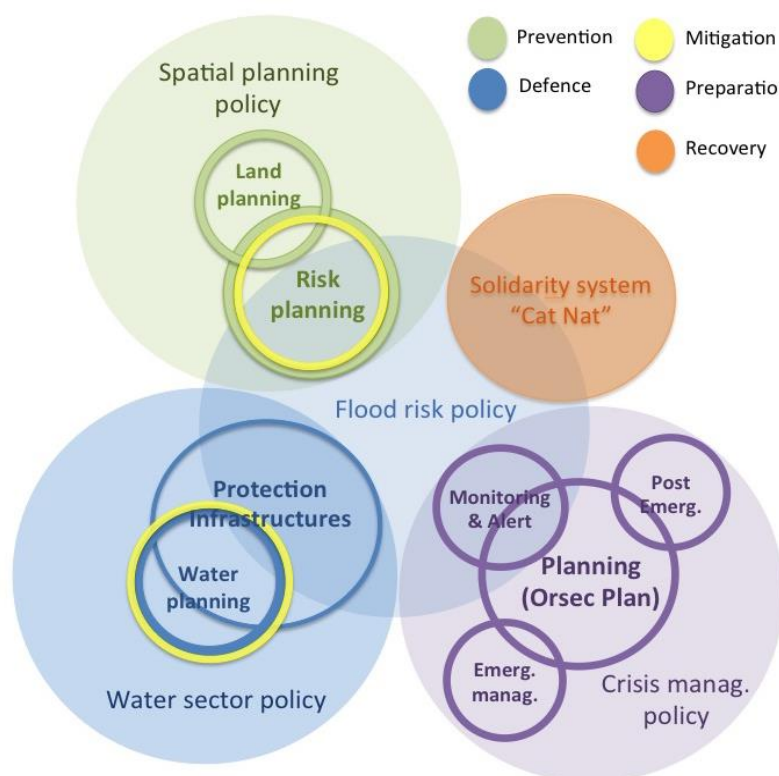 Prevention
Mitigation
Defence
Preparatio
Recovery
Spatial planning
policy
Land
planning
Risk
planning
Solidarity system
“Cat Nat”
Flood risk policy
Protection
Infrastructures
Water
planning
Water sector policy
Monitoring
& Alert
Post
Emerg.
Planning
(Orsec Plan)
Emerg.
manag.
Crisis manag.
policy